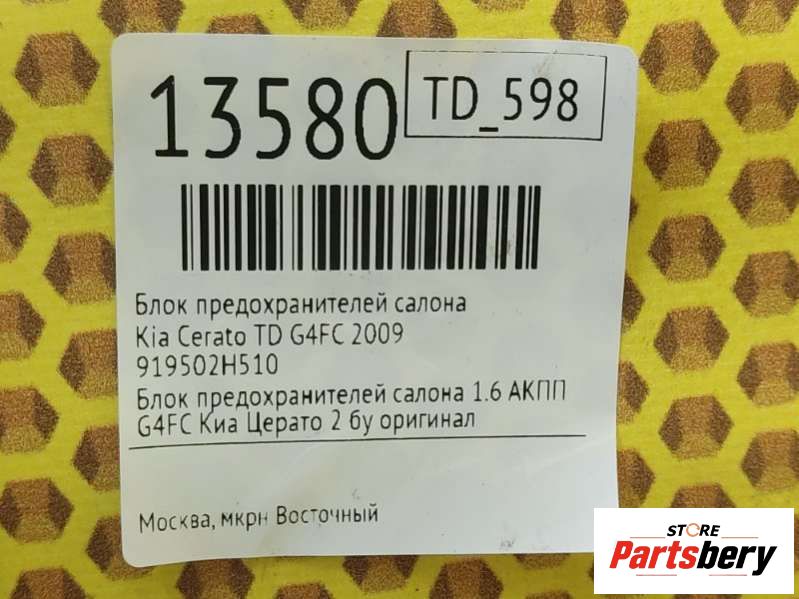 13580
TD_598
Блок предохранителей салона
Kia Cerato TD G4FC 2009
919502H510
Блок предохранителей салона 1.6 АКПП
G4FC Киа Церато 2 бу оригинал
Москва, мкрн Восточный
STORE
Partsbery